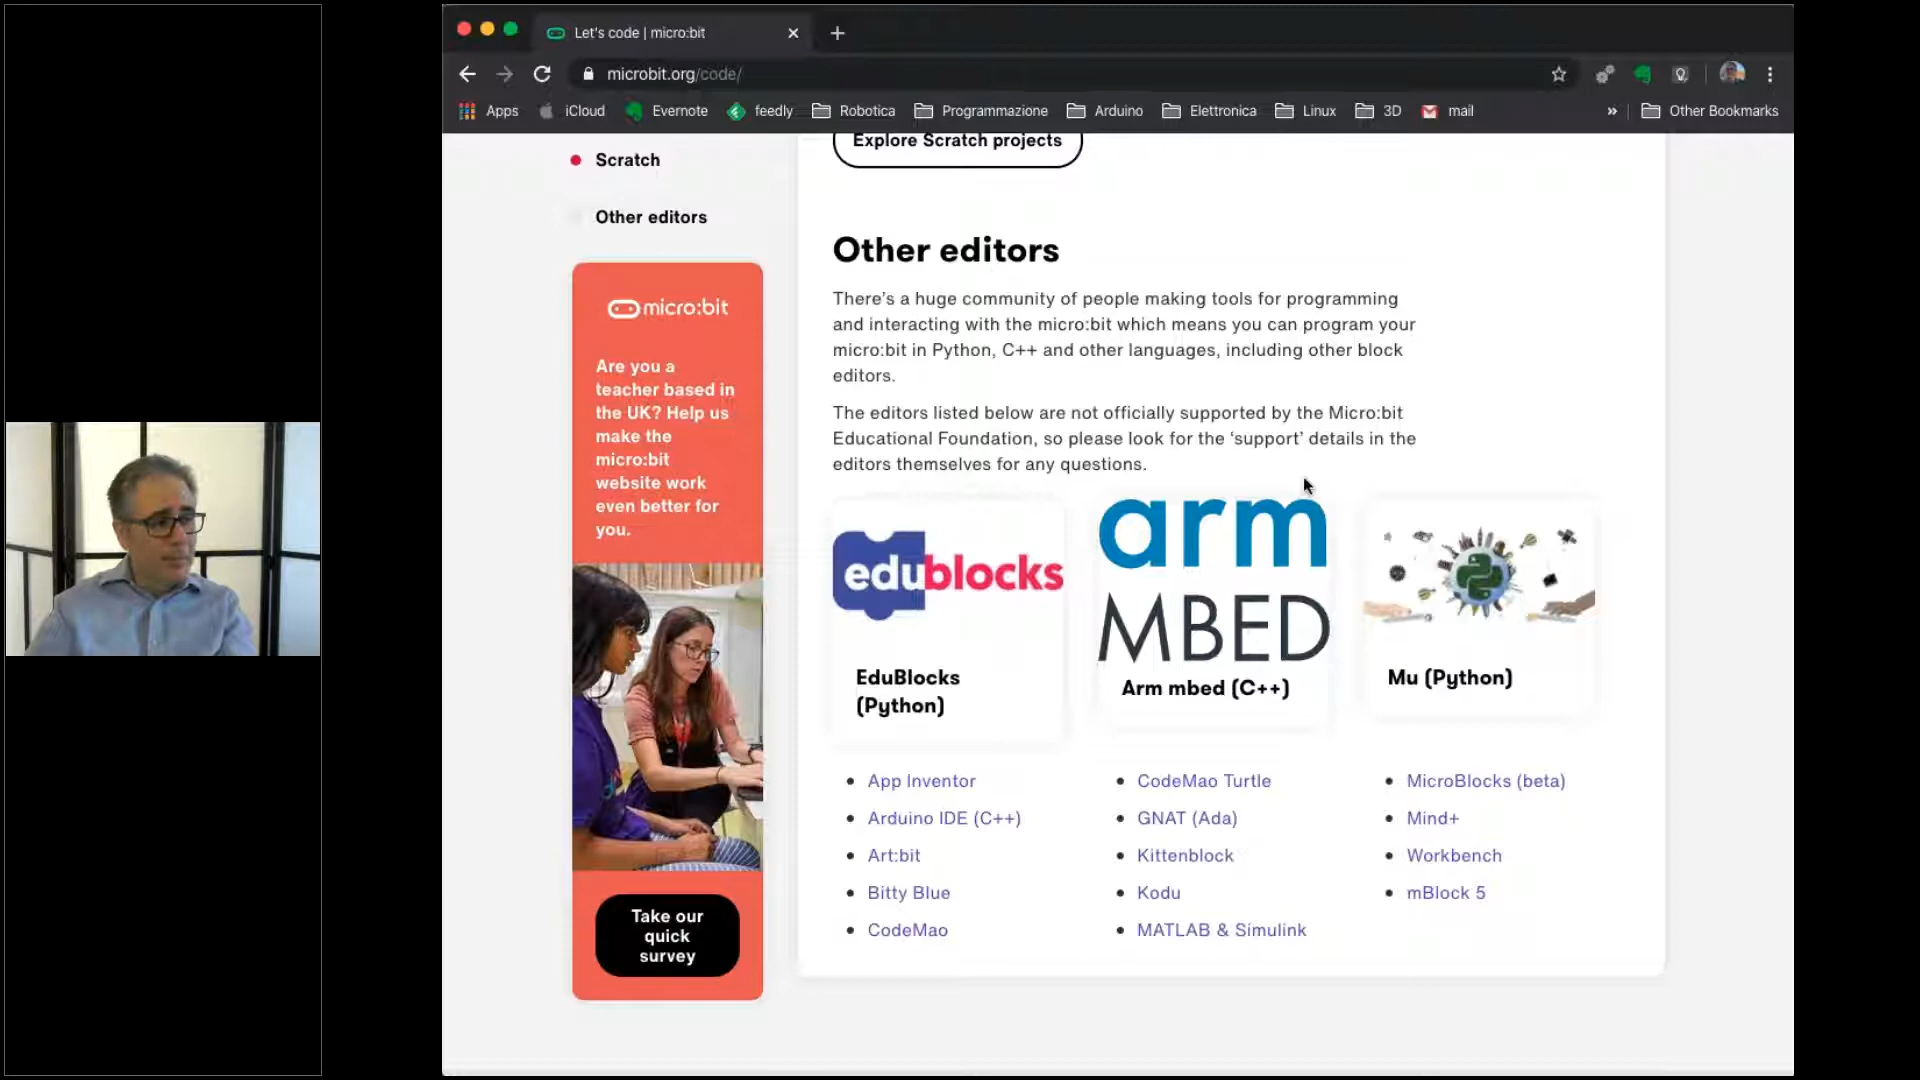 Let's code | micro:bit
microbit.org/code/
Apps iCloud Evernote feedly Robotica Programmazione Arduino Elettronica Linux 3D mail » Other Bookmarks
Explore Scratch projects
Scratch
Other editors
micro:bit
Are you a
teacher based in
the UK? Help us
make the
micro:bit
website work
even better for
you.
Take our
quick
survey
Other editors
There's a huge community of people making tools for programming
and interacting with the micro:bit which means you can program your
micro:bit in Python, C++ and other languages, including other block
editors.
The editors listed below are not officially supported by the Micro:bit
Educational Foundation, so please look for the ‘support’ details in the
editors themselves for any questions.
edublocks
EduBlocks
(Python)
arm
MBED
Arm mbed (C++)
Mu (Python)
App Inventor
Arduino IDE (C++)
Art:bit
Bitty Blue
CodeMao
CodeMao Turtle
GNAT (Ada)
Kittenblock
Kodu
MATLAB & Simulink
MicroBlocks (beta)
Mind+
Workbench
mBlock 5